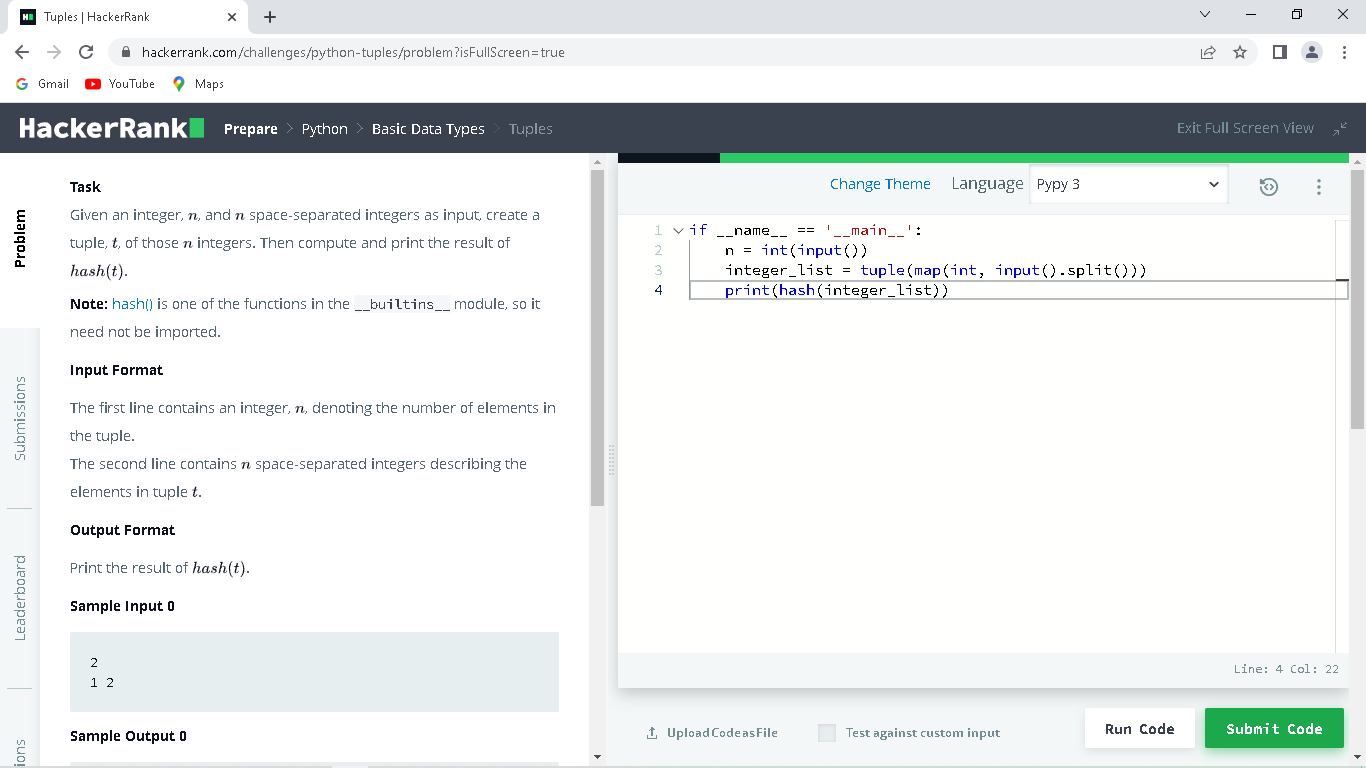 Tuples | HackerRank
hackerrank.com/challenges/python-tuples/problem?isFullScreen=true
Gmail YouTube Maps
HackerRank Prepare > Python > Basic Data Types > Tuples Exit Full Screen View
Problem
Submissions
Leaderboard
Task
Given an integer, n, and n space-separated integers as input, create a
tuple, t, of those n integers. Then compute and print the result of
hash(t).
Note: hash() is one of the functions in the __builtins__ module, so it
need not be imported.
Input Format
The first line contains an integer, n, denoting the number of elements in
the tuple.
The second line contains n space-separated integers describing the
elements in tuple t.
Output Format
Print the result of hash(t).
Sample Input 0
2
1 2
Sample Output 0
Change Theme Language Pypy 3
1 if __name__ == '__main__':
2 n = int(input())
3 integer_list = tuple(map(int, input().split()))
4 print(hash(integer_list))
Line: 4 Col: 22
Upload Code as File Test against custom input Run Code Submit Code